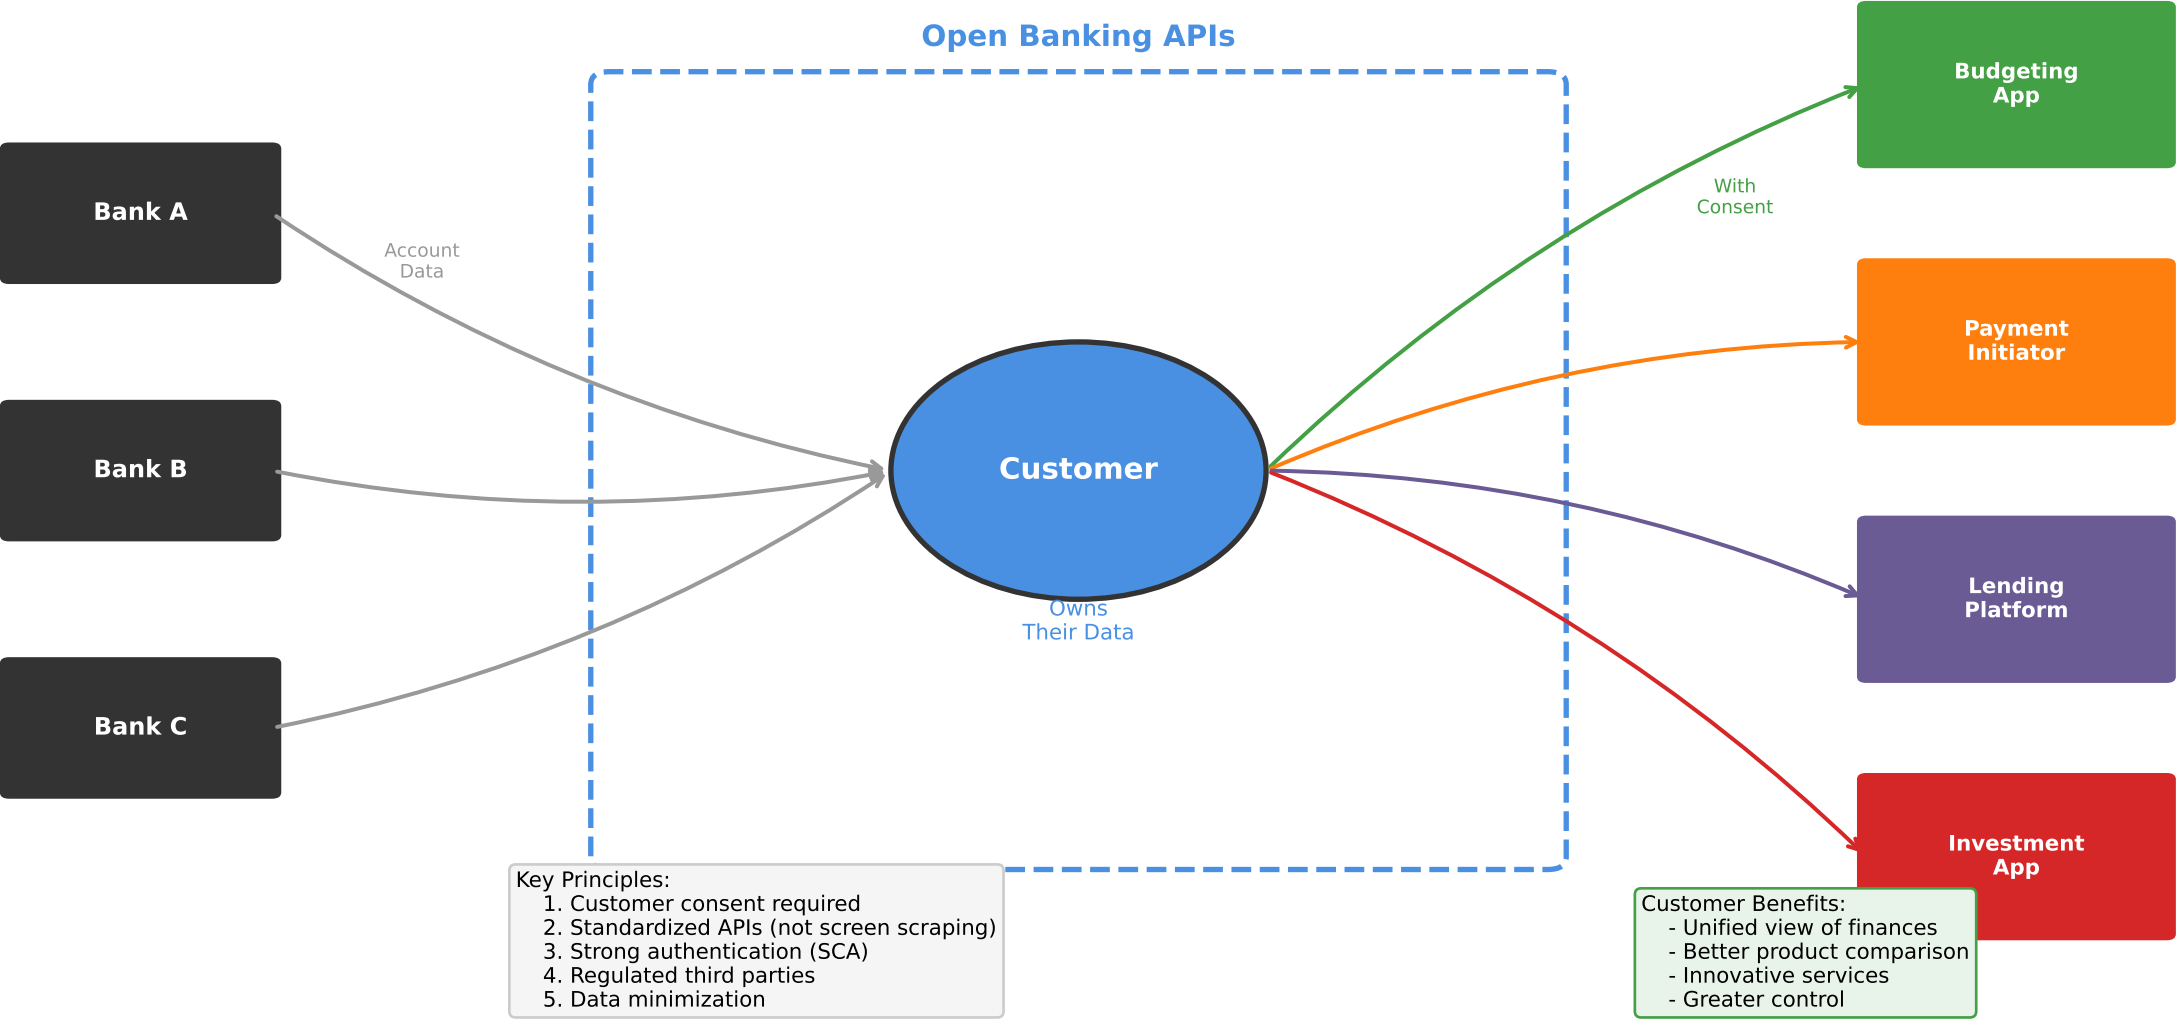 Open Banking APIs
Bank A
Bank B
Bank C
Account
Data
Customer
Owns
Their Data
With
Consent
Budgeting
App
Payment
Initiator
Lending
Platform
Investment
App
Key Principles:
1. Customer consent required
2. Standardized APIs (not screen scraping)
3. Strong authentication (SCA)
4. Regulated third parties
5. Data minimization
Customer Benefits:
- Unified view of finances
- Better product comparison
- Innovative services
- Greater control